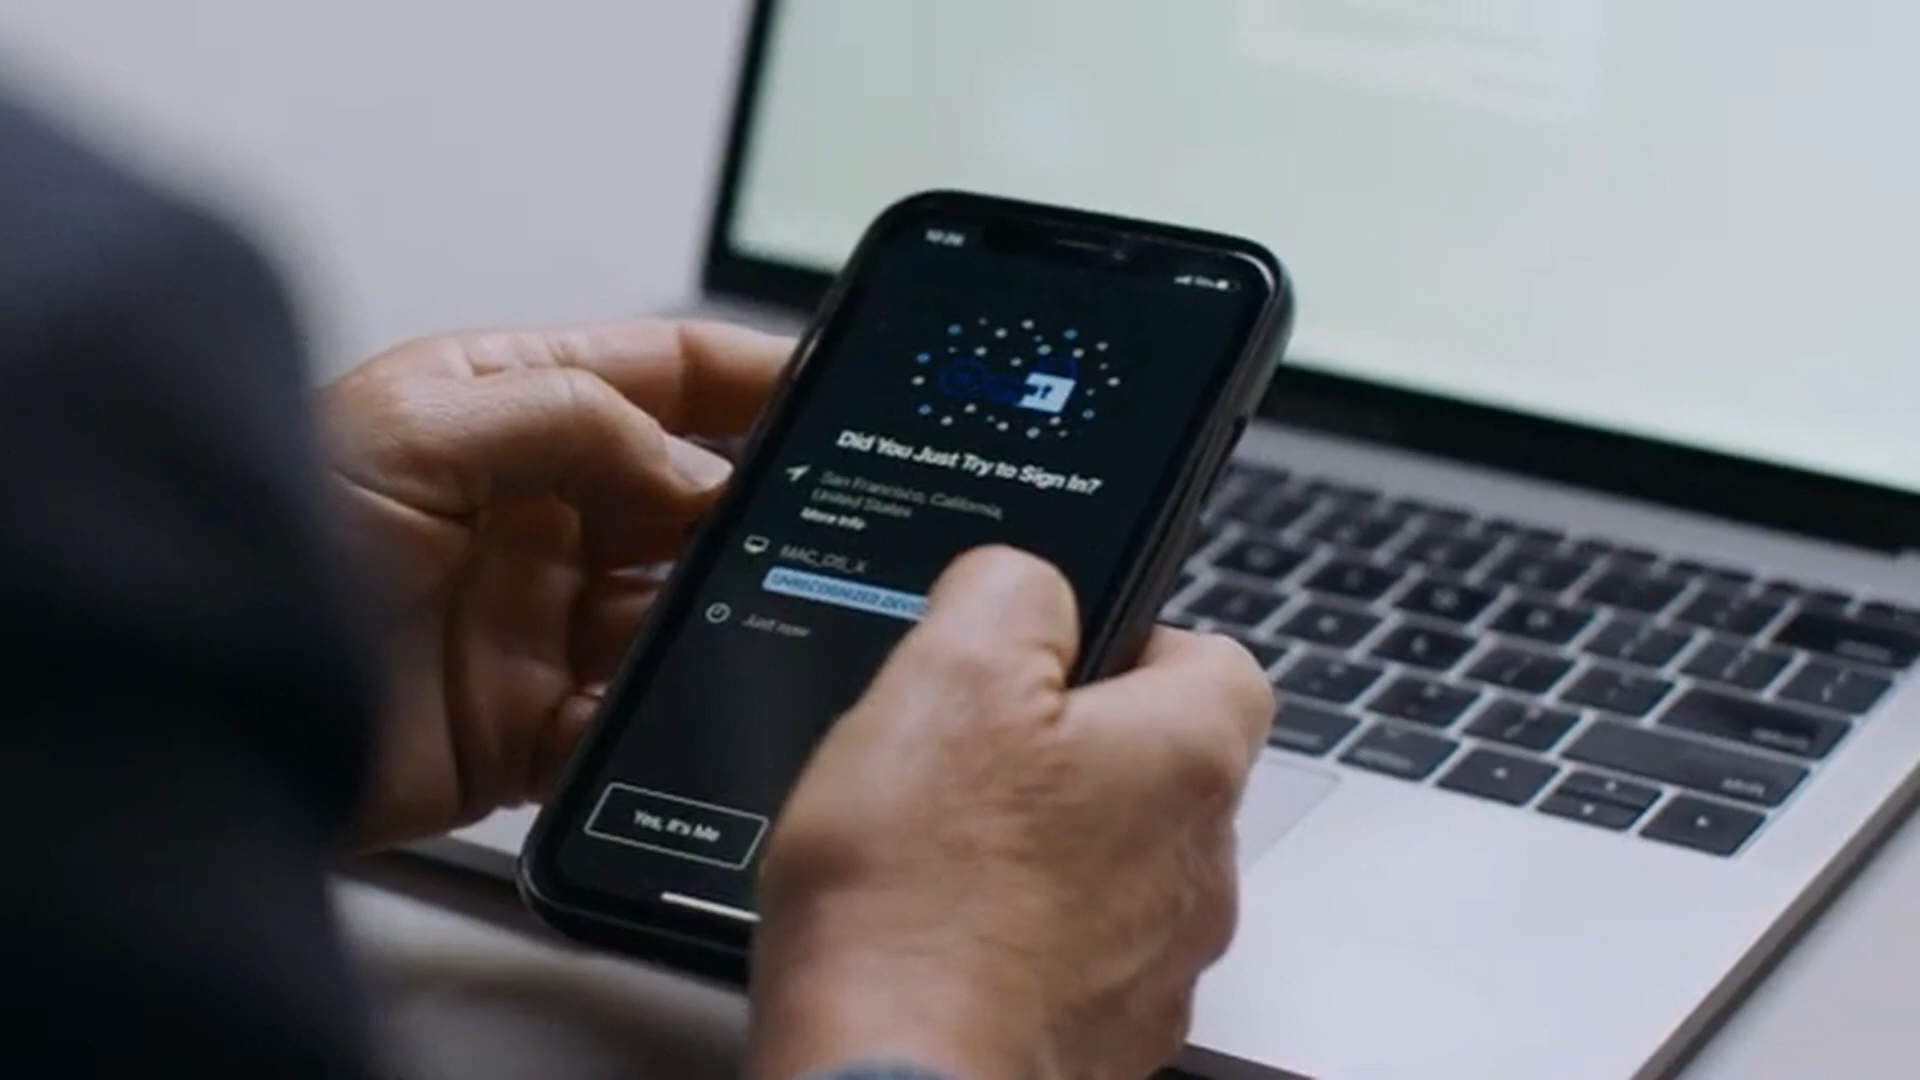 Did You Just Try to Sign In?
San Francisco, California,
United States
More Info
MAC_OS_X
UNRECOGNIZED
Just now
Yes, It's Me